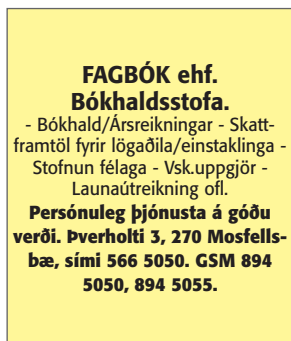 FAGBÓK ehf.
Bókhaldsstofa.
- Bókhald/Ársreikningar - Skatt-
framtöl fyrir lögaðila/einstaklinga -
Stofnun félaga - Vsk.uppgjör -
Launaútreikning ofl.
Persónuleg þjónusta á góðu
verði. Þverholti 3, 270 Mosfells-
bæ, sími 566 5050. GSM 894
5050, 894 5055.